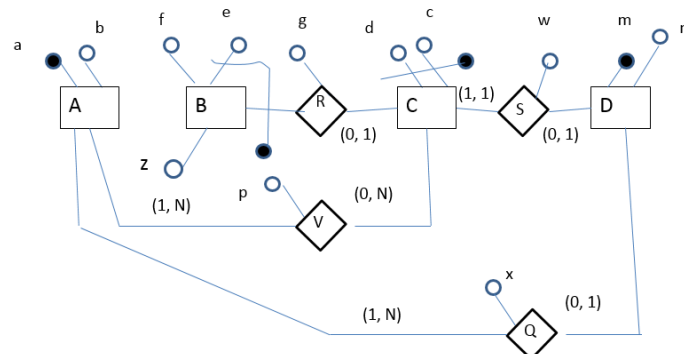 e
c
f
g
d
w
m
a
b
A
B
R
C
(1, 1)
S
D
(0, 1)
(0, 1)
z
p
(1, N)
(0, N)
V
x
(0, 1)
(1, N)
Q